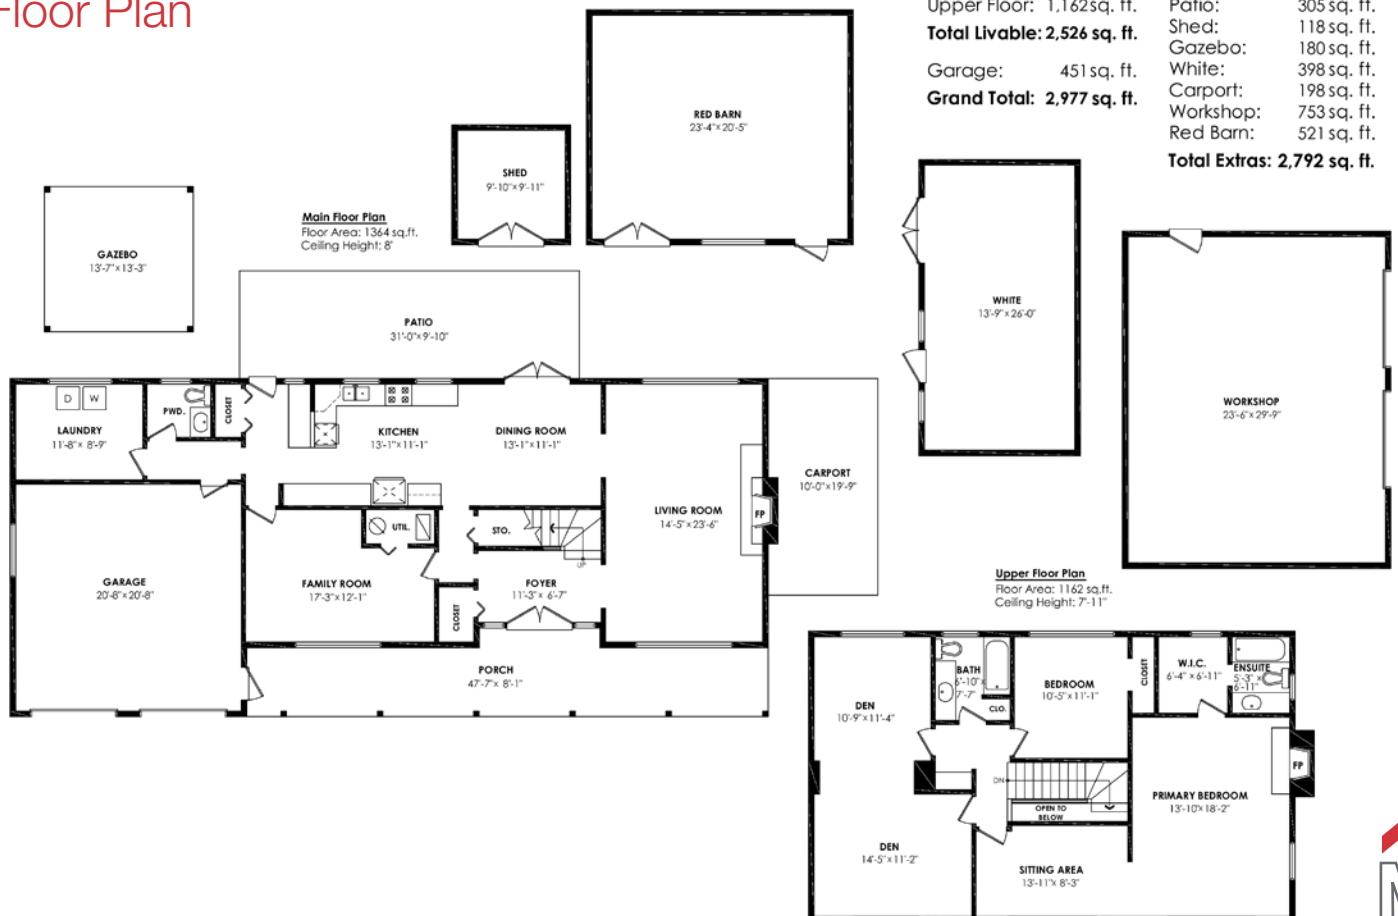 Floor Plan
Upper Floor: 1,162 sq. ft.
Total Livable: 2,526 sq. ft.
Garage: 451 sq. ft.
Grand Total: 2,977 sq. ft.
Patio: 305 sq. ft.
Shed: 118 sq. ft.
Gazebo: 180 sq. ft.
White: 398 sq. ft.
Carport: 198 sq. ft.
Workshop: 753 sq. ft.
Red Barn: 521 sq. ft.
Total Extras: 2,792 sq. ft.
RED BARN
23'-4"×20'-5"
SHED
9'-10"×9'-11"
Main Floor Plan
Floor Area: 1364 sq.ft.
Ceiling Height: 8'
GAZEBO
13'-7"×13'-3"
PATIO
31'-0"×9'-10"
WHITE
13'-9"×26'-0"
WORKSHOP
23'-6"×29'-9"
D
W
LAUNDRY
11'-8"× 8'-9"
PWD.
CLOSET
KITCHEN
13'-1"×11'-1"
DINING ROOM
13'-1"×11'-1"
LIVING ROOM
14'-5"×23'-6"
FP
CARPORT
10'-0"×19'-9"
UTIL.
STO.
UP
GARAGE
20'-8"×20'-8"
FAMILY ROOM
17'-3"×12'-1"
FOYER
11'-3"× 6'-7"
CLOSET
PORCH
47'-7"× 8'-1"
Upper Floor Plan
Floor Area: 1162 sq.ft.
Ceiling Height: 7'-11"
DEN
10'-9"×11'-4"
BATH
6'-10"×
7'-7"
CLO.
BEDROOM
10'-5"×11'-1"
CLOSET
W.I.C.
6'-4"× 6'-11"
ENSUITE
5'-3"×
6'-11"
DN
OPEN TO
BELOW
PRIMARY BEDROOM
13'-10"×18'-2"
FP
DEN
14'-5"×11'-2"
SITTING AREA
13'-11"× 8'-3"